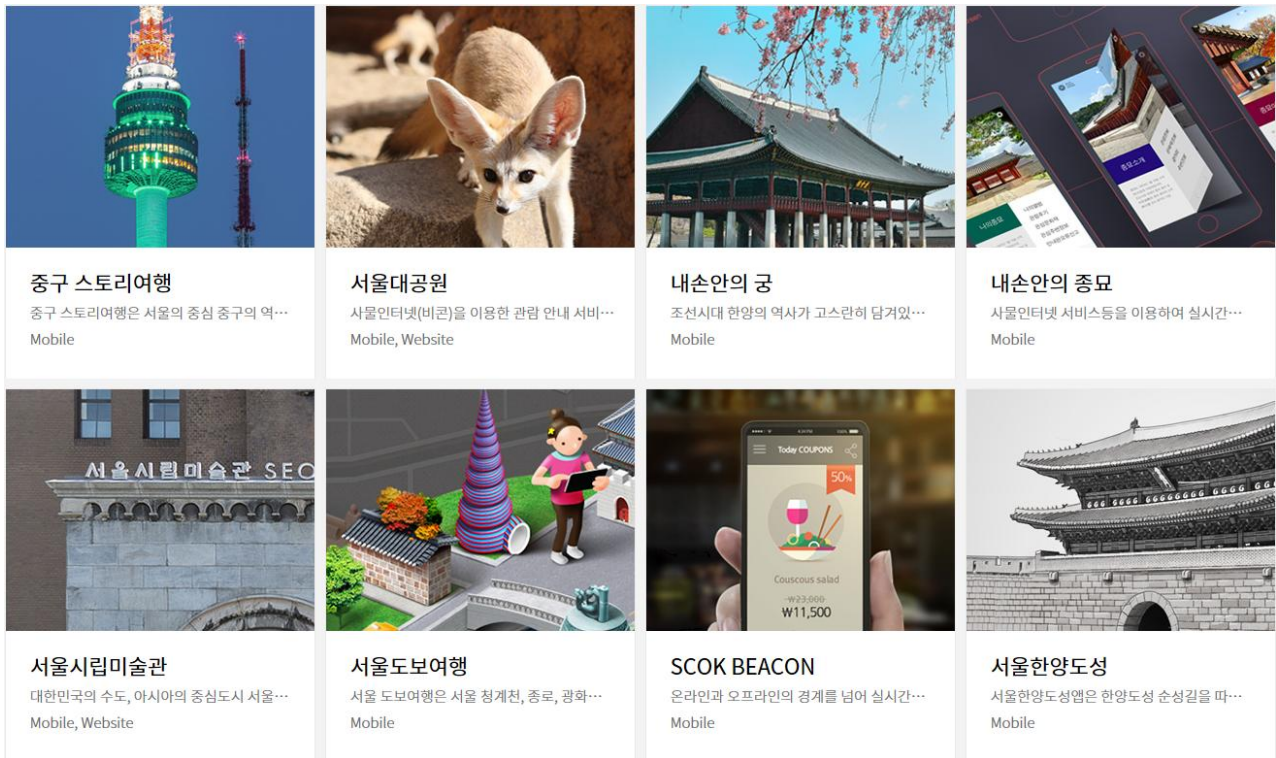 중구 스토리여행
중구 스토리여행은 서울의 중심 중구의 역…
Mobile
서울대공원
사물인터넷(비콘)을 이용한 관람 안내 서비…
Mobile, Website
내손안의 궁
조선시대 한양의 역사가 고스란히 담겨있…
Mobile
종묘소개
나의종묘
내손안의 종묘
사물인터넷 서비스등을 이용하여 실시간…
Mobile
서울시립미술관 SEO
서울시립미술관
대한민국의 수도, 아시아의 중심도시 서울…
Mobile, Website
서울도보여행
서울 도보여행은 서울 청계천, 종로, 광화…
Mobile
Today COUPONS
50%
Couscous salad
₩23,000
₩11,500
SCOK BEACON
온라인과 오프라인의 경계를 넘어 실시간…
Mobile
서울한양도성
서울한양도성앱은 한양도성 순성길을 따…
Mobile